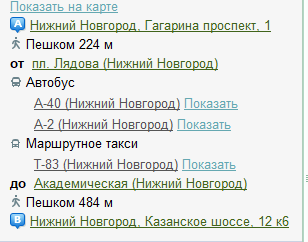 Показать на карте
A Нижний Новгород, Гагарина проспект, 1
Пешком 224 м
от пл. Лядова (Нижний Новгород)
Автобус
А-40 (Нижний Новгород) Показать
А-2 (Нижний Новгород) Показать
Маршрутное такси
Т-83 (Нижний Новгород) Показать
до Академическая (Нижний Новгород)
Пешком 484 м
B Нижний Новгород, Казанское шоссе, 12 к6